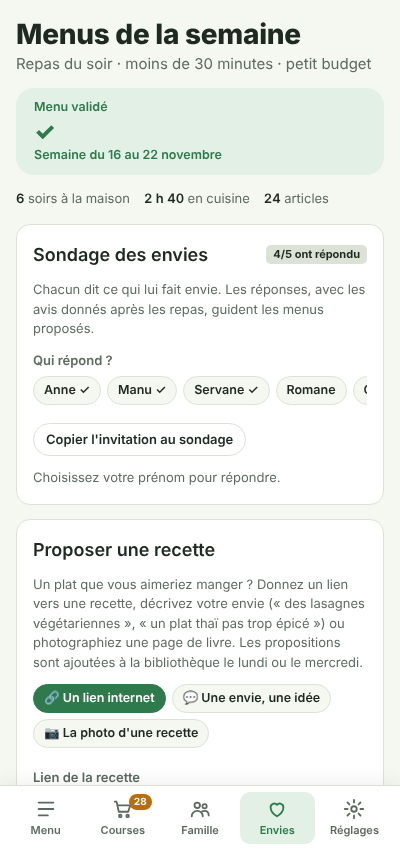 Menus de la semaine
Repas du soir · moins de 30 minutes · petit budget
Menu validé
✓
Semaine du 16 au 22 novembre
6 soirs à la maison 2 h 40 en cuisine 24 articles
Sondage des envies
4/5 ont répondu
Chacun dit ce qui lui fait envie. Les réponses, avec les
avis donnés après les repas, guident les menus
proposés.
Qui répond ?
Anne ✓ Manu ✓ Servane ✓ Romane
Copier l'invitation au sondage
Choisissez votre prénom pour répondre.
Proposer une recette
Un plat que vous aimeriez manger ? Donnez un lien
vers une recette, décrivez votre envie (« des lasagnes
végétariennes », « un plat thaï pas trop épicé ») ou
photographiez une page de livre. Les propositions
sont ajoutées à la bibliothèque le lundi ou le mercredi.
🔗 Un lien internet 💬 Une envie, une idée
📷 La photo d'une recette
Lien de la recette
28
Menu Courses Famille Envies Réglages